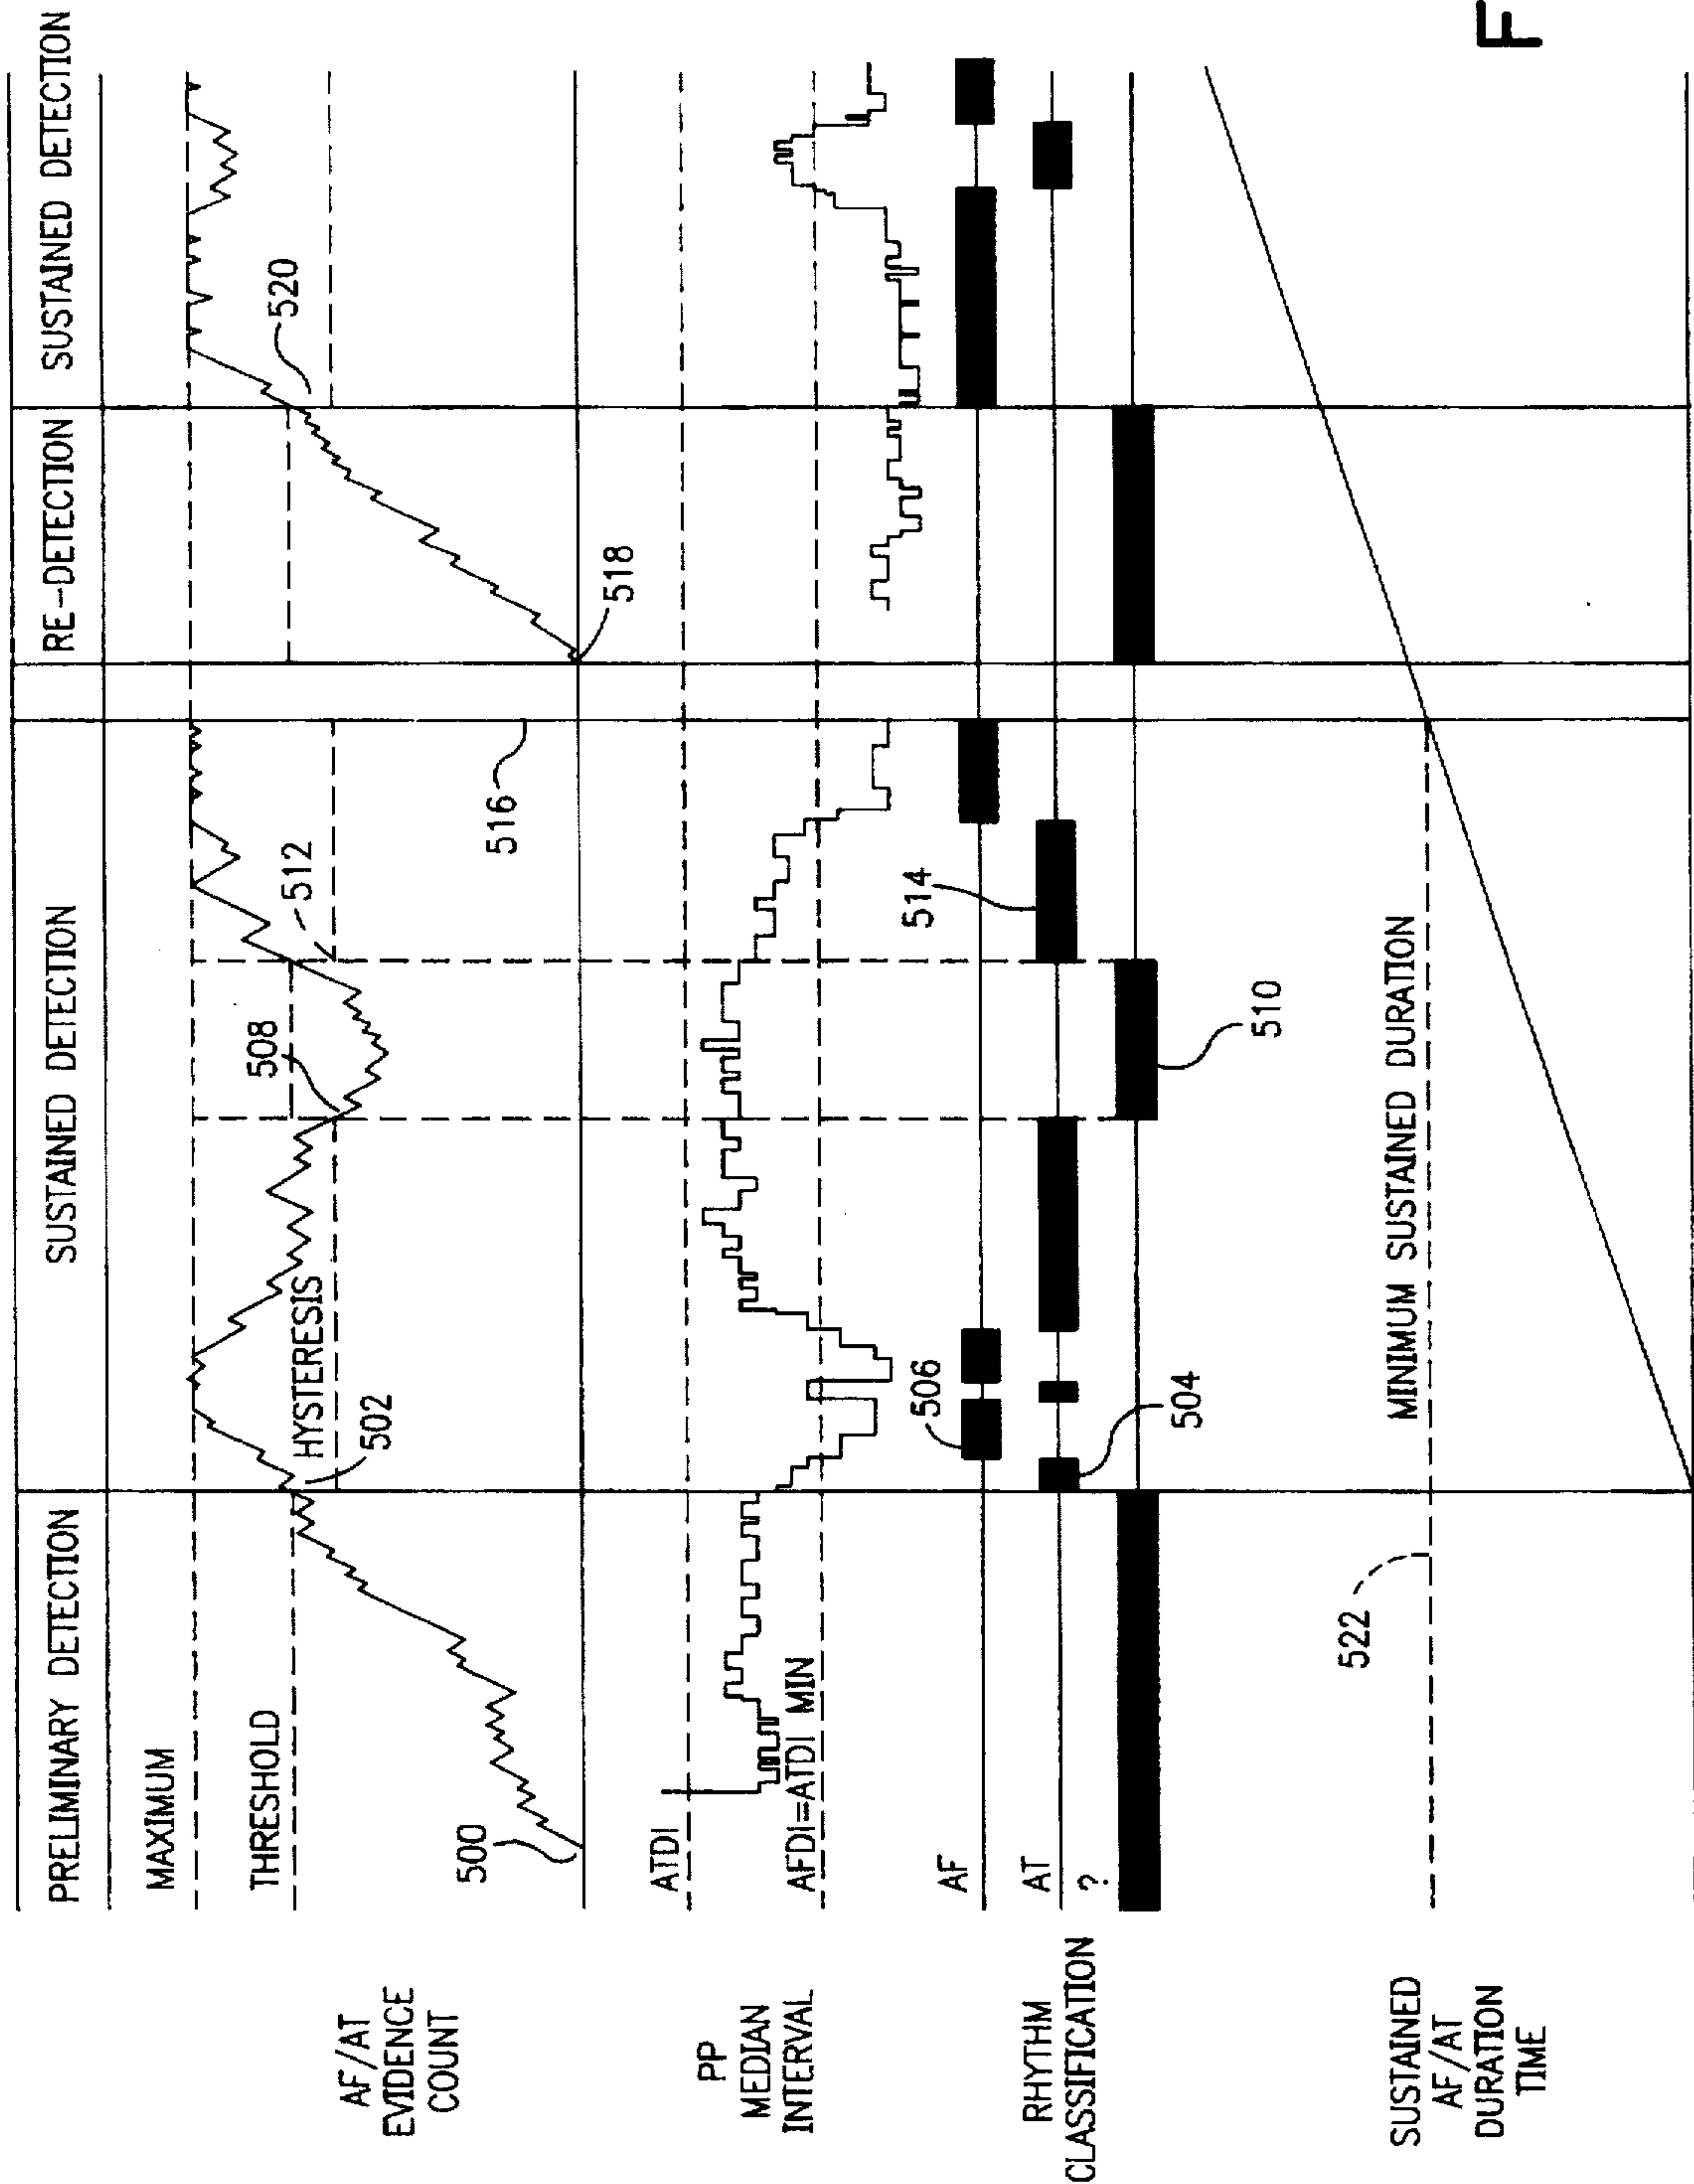 PRELIMINARY DETECTION
SUSTAINED DETECTION
RE-DETECTION
SUSTAINED DETECTION
AF/AT
EVIDENCE
COUNT
MAXIMUM
THRESHOLD
HYSTERESIS
500
502
508
512
516
518
520
PP
MEDIAN
INTERVAL
ATDI
AFDI=ATDI MIN
RHYTHM
CLASSIFICATION
AF
AT
?
506
504
514
510
SUSTAINED
AF/AT
DURATION
TIME
522
MINIMUM SUSTAINED DURATION
F